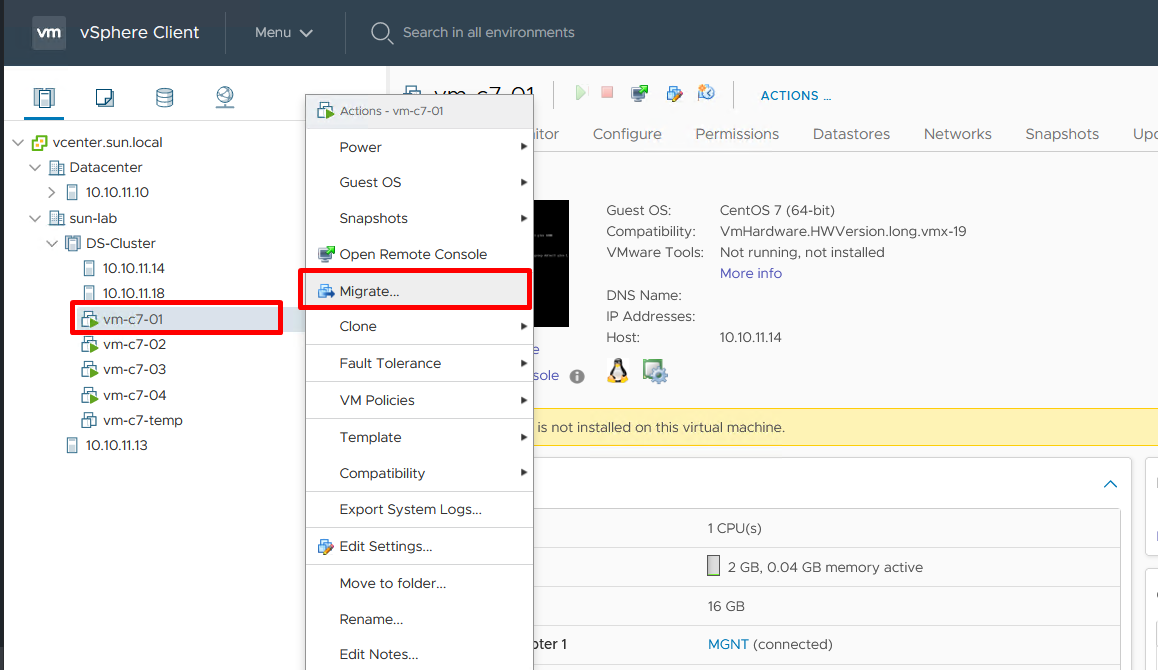 vm vSphere Client Menu Search in all environments
vm-c7-01 ACTIONS ...
Actions - vm-c7-01
itor Configure Permissions Datastores Networks Snapshots Upd
vcenter.sun.local
Datacenter
10.10.11.10
sun-lab
DS-Cluster
10.10.11.14
10.10.11.18
vm-c7-01
vm-c7-02
vm-c7-03
vm-c7-04
vm-c7-temp
10.10.11.13
Power
Guest OS
Snapshots
Open Remote Console
Migrate...
Clone
Fault Tolerance
VM Policies
Template
Compatibility
Export System Logs...
Edit Settings...
Move to folder...
Rename...
Edit Notes...
Guest OS: CentOS 7 (64-bit)
Compatibility: VmHardware.HWVersion.long.vmx-19
VMware Tools: Not running, not installed
More info
DNS Name:
IP Addresses:
Host: 10.10.11.14
e
sole
is not installed on this virtual machine.
1 CPU(s)
2 GB, 0.04 GB memory active
16 GB
pter 1 MGNT (connected)